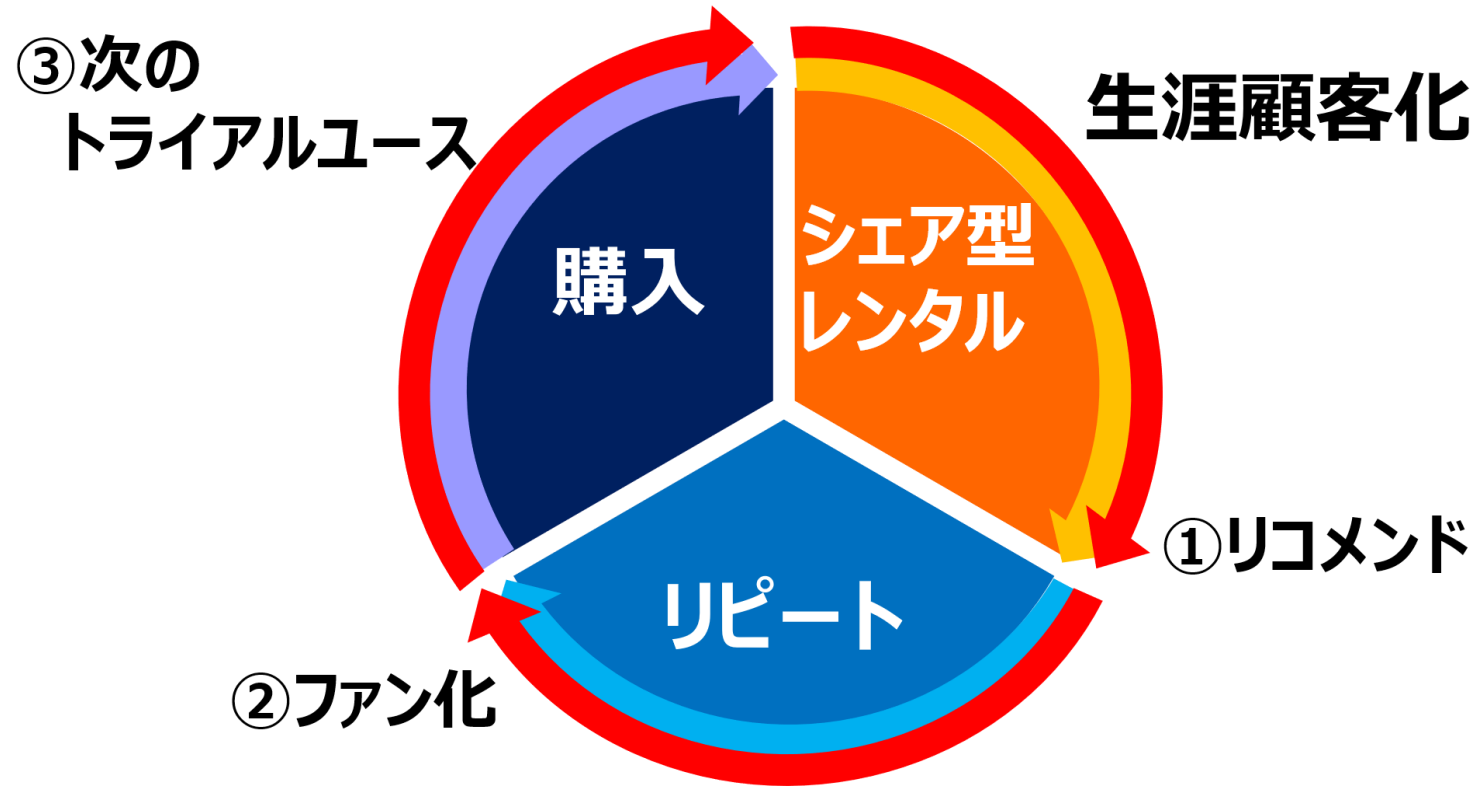 ③次の
トライアルユース
生涯顧客化
購入
シェア型
レンタル
①リコメンド
リピート
②ファン化